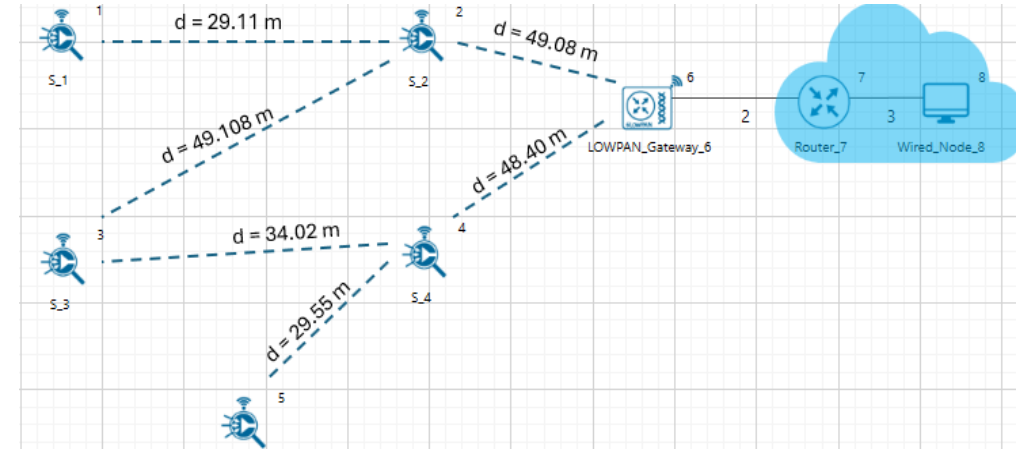 1
d = 29.11 m
2
S_1
S_2
d = 49.08 m
6
7
8
2
3
LOWPAN_Gateway_6
Router_7
Wired_Node_8
d = 49.108 m
d = 48.40 m
3
d = 34.02 m
4
S_3
S_4
d = 29.55 m
5